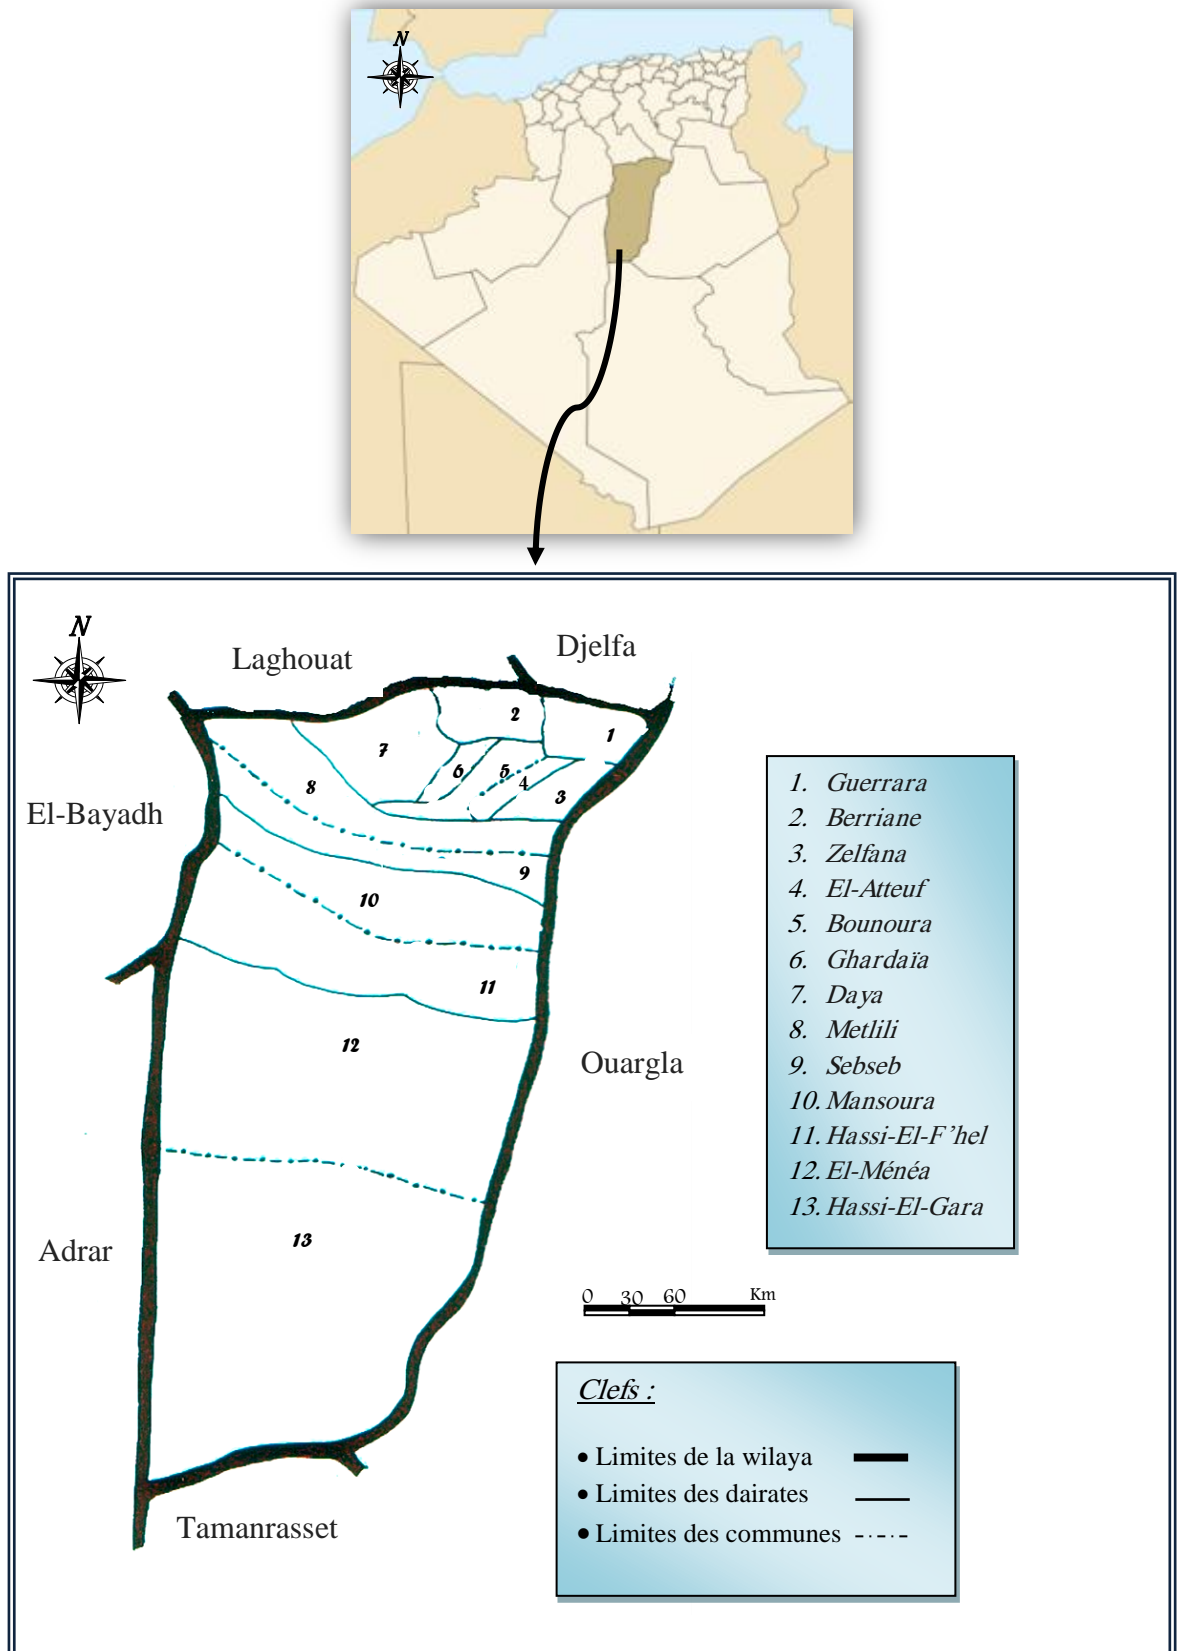 N
N
Laghouat
Djelfa
2
1
7
6
5
4
3
8
El-Bayadh
9
10
11
12
Ouargla
13
Adrar
Tamanrasset
1. Guerrara
2. Berriane
3. Zelfana
4. El-Atteuf
5. Bounoura
6. Ghardaïa
7. Daya
8. Metlili
9. Sebseb
10. Mansoura
11. Hassi-El-F’hel
12. El-Ménéa
13. Hassi-El-Gara
0 30 60 Km
Clefs :
• Limites de la wilaya
• Limites des dairates
• Limites des communes